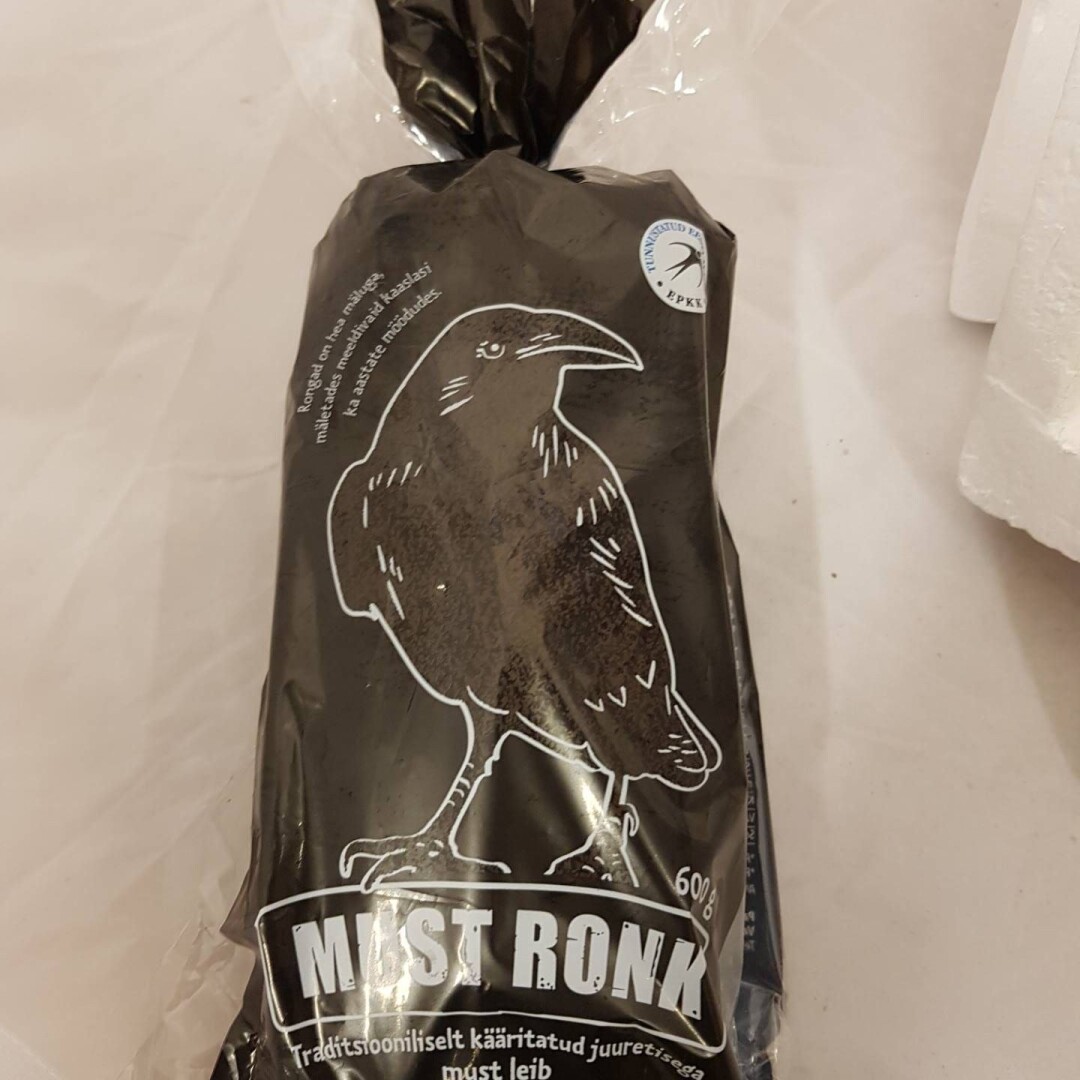 TUNNISTATUD
EPKK
Rongad on hea mäluga,
mäletades meeldivaid kaaslasi
ka aastate möödudes.
600 g
MUST RONK
Traditsiooniliselt kääritatud juuretisega
must leib